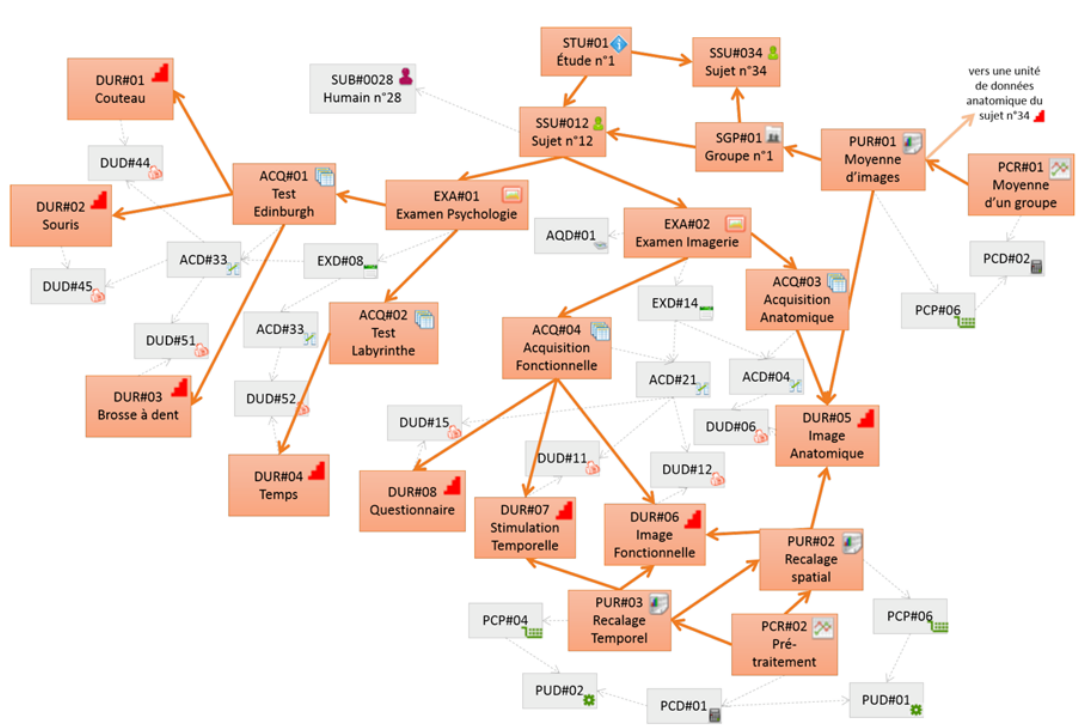 STU#01
Étude n°1
SSU#034
Sujet n°34
DUR#01
Couteau
SUB#0028
Humain n°28
vers une unité
de données
anatomique du
sujet n°34
SSU#012
Sujet n°12
SGP#01
Groupe n°1
PUR#01
Moyenne
d'images
DUD#44
PCR#01
Moyenne
d'un groupe
ACQ#01
Test
Edinburgh
EXA#01
Examen Psychologie
DUR#02
Souris
AQD#01
EXA#02
Examen Imagerie
ACD#33
EXD#08
PCD#02
DUD#45
ACQ#03
Acquisition
Anatomique
EXD#14
PCP#06
ACD#33
ACQ#02
Test
Labyrinthe
ACQ#04
Acquisition
Fonctionnelle
DUD#51
ACD#21
ACD#04
DUR#03
Brosse à dent
DUD#52
DUD#15
DUD#06
DUR#05
Image
Anatomique
DUD#11
DUD#12
DUR#04
Temps
DUR#08
Questionnaire
DUR#07
Stimulation
Temporelle
DUR#06
Image
Fonctionnelle
PUR#02
Recalage
spatial
PUR#03
Recalage
Temporel
PCP#04
PCP#06
PCR#02
Pré-
traitement
PUD#02
PCD#01
PUD#01